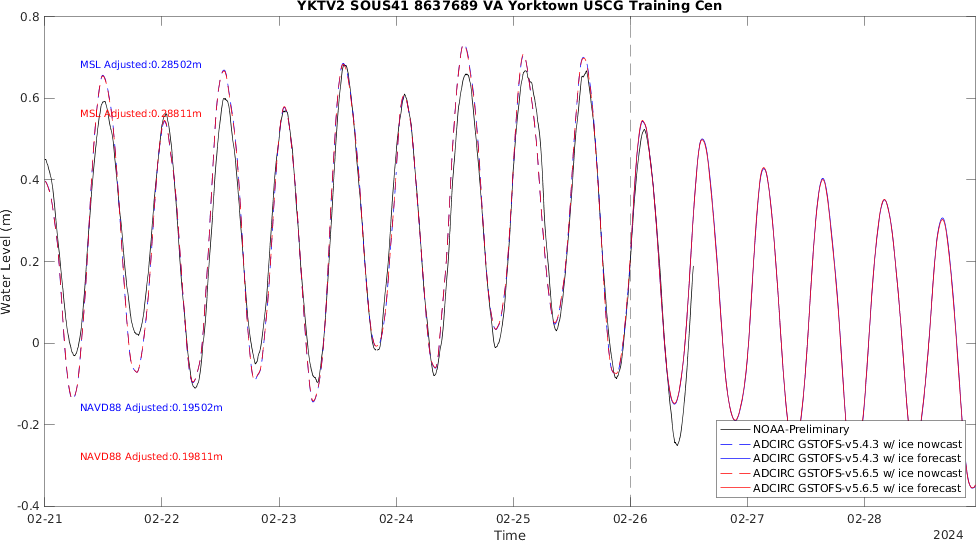 YKTV2 SOUS41 8637689 VA Yorktown USCG Training Cen
0.8
0.6
0.4
0.2
0
-0.2
-0.4
Water Level (m)
MSL Adjusted:0.28502m
MSL Adjusted:0.28811m
NAVD88 Adjusted:0.19502m
NAVD88 Adjusted:0.19811m
NOAA-Preliminary
ADCIRC GSTOFS-v5.4.3 w/ ice nowcast
ADCIRC GSTOFS-v5.4.3 w/ ice forecast
ADCIRC GSTOFS-v5.6.5 w/ ice nowcast
ADCIRC GSTOFS-v5.6.5 w/ ice forecast
02-21 02-22 02-23 02-24 02-25 02-26 02-27 02-28
Time
2024